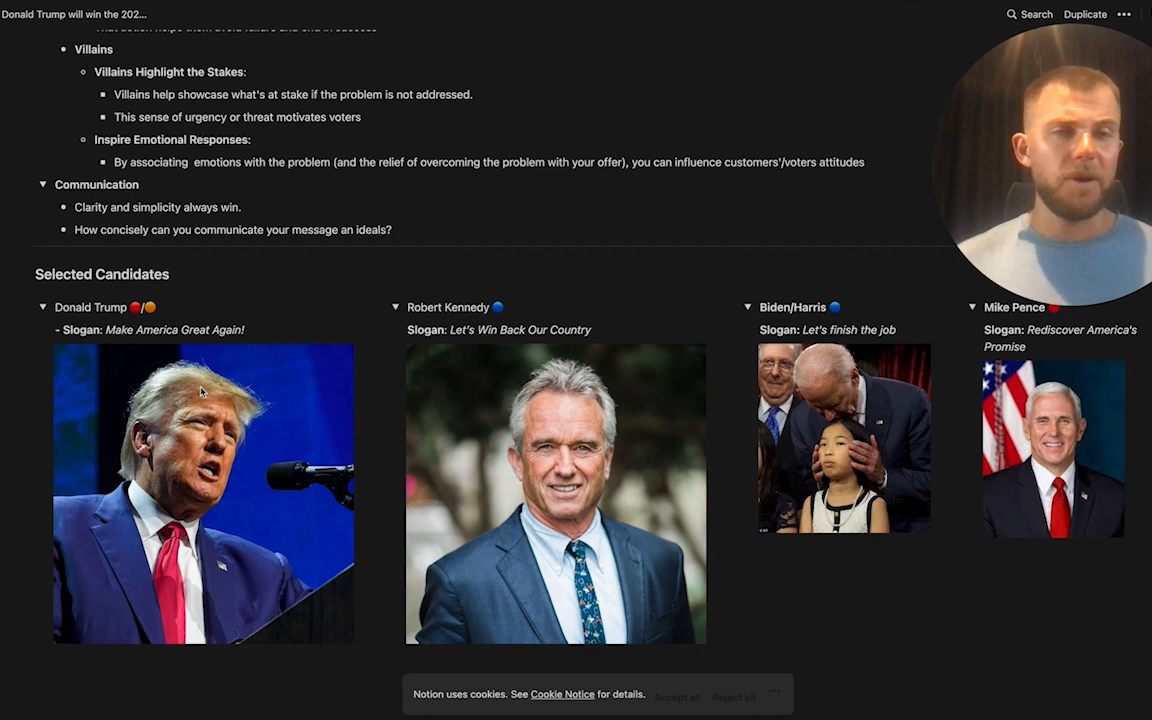 Donald Trump will win the 202...
Search Duplicate
Villains
Villains Highlight the Stakes:
Villains help showcase what's at stake if the problem is not addressed.
This sense of urgency or threat motivates voters
Inspire Emotional Responses:
By associating emotions with the problem (and the relief of overcoming the problem with your offer), you can influence customers'/voters attitudes
Communication
Clarity and simplicity always win.
How concisely can you communicate your message an ideals?
Selected Candidates
Donald Trump 🔴/🟠
- Slogan: Make America Great Again!
Robert Kennedy 🔵
Slogan: Let's Win Back Our Country
Biden/Harris 🔵
Slogan: Let's finish the job
Mike Pence 🔴
Slogan: Rediscover America's
Promise
Notion uses cookies. See Cookie Notice for details. Accept all Reject all